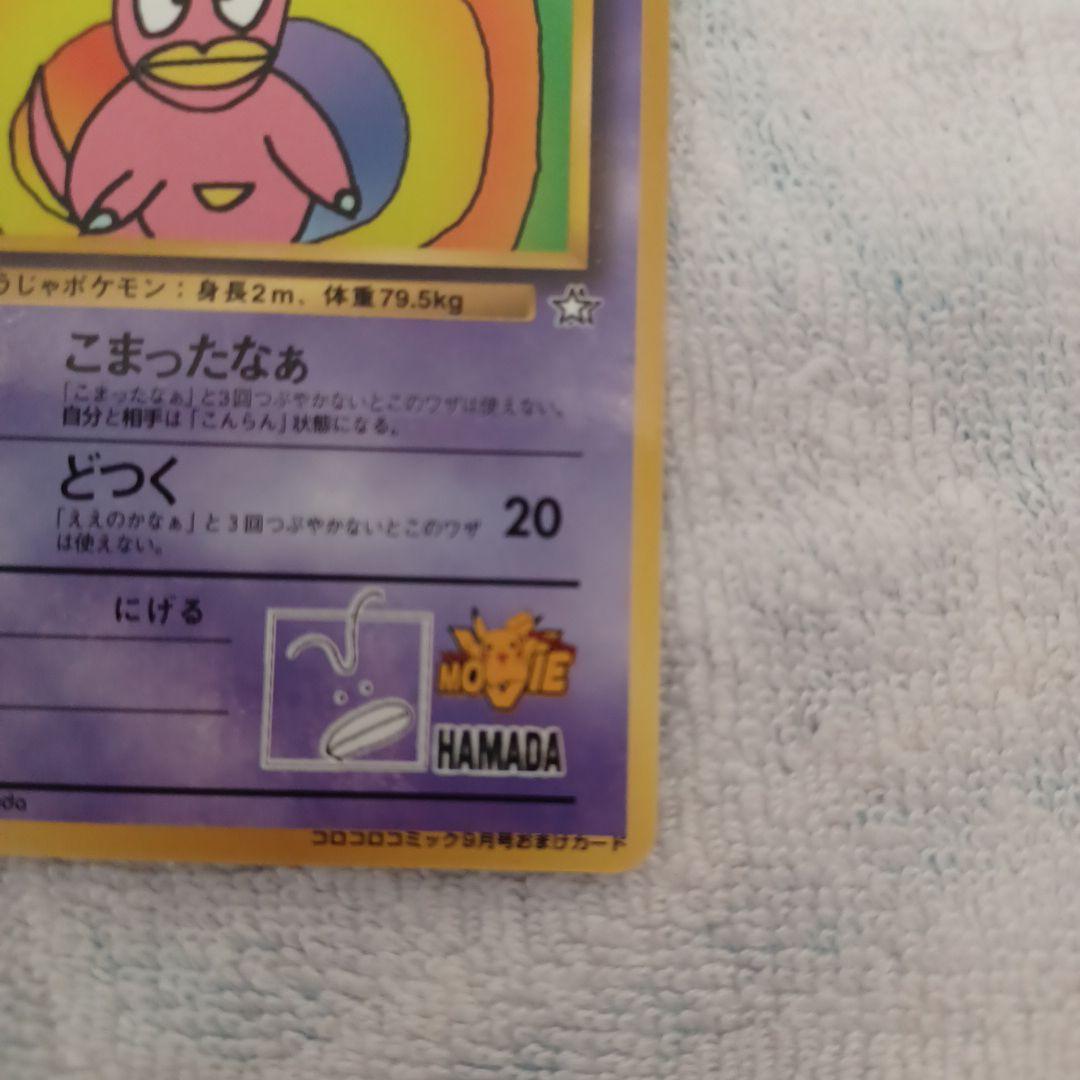 うじゃポケモン：身長2m、体重79.5kg
こまったなぁ
「こまったなぁ」と3回つぶやかないとこのワザは使えない。
自分と相手は「こんらん」状態になる。
どつく
20
「ええのかなぁ」と3回つぶやかないとこのワザ
は使えない。
にげる
MOVIE
HAMADA
da
コロコロコミック9月号おまけカード